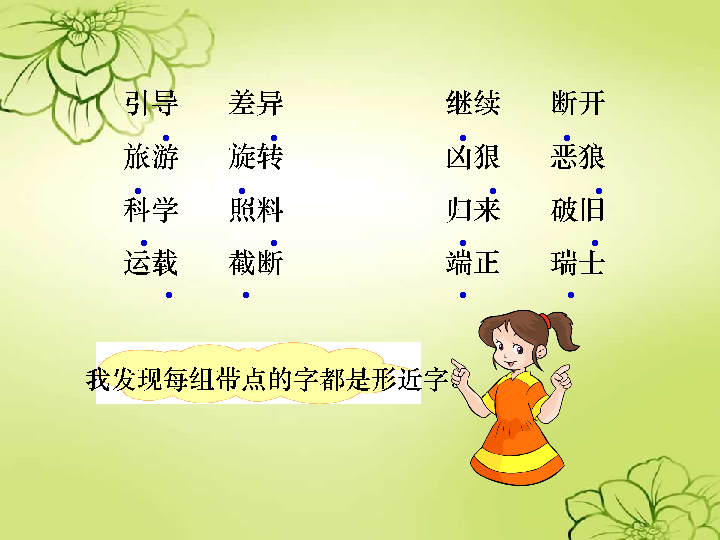 引导 差异 继续 断开
旅游 旋转 凶狠 恶狼
科学 照料 归来 破旧
运载 截断 端正 瑞士
我发现每组带点的字都是形近字